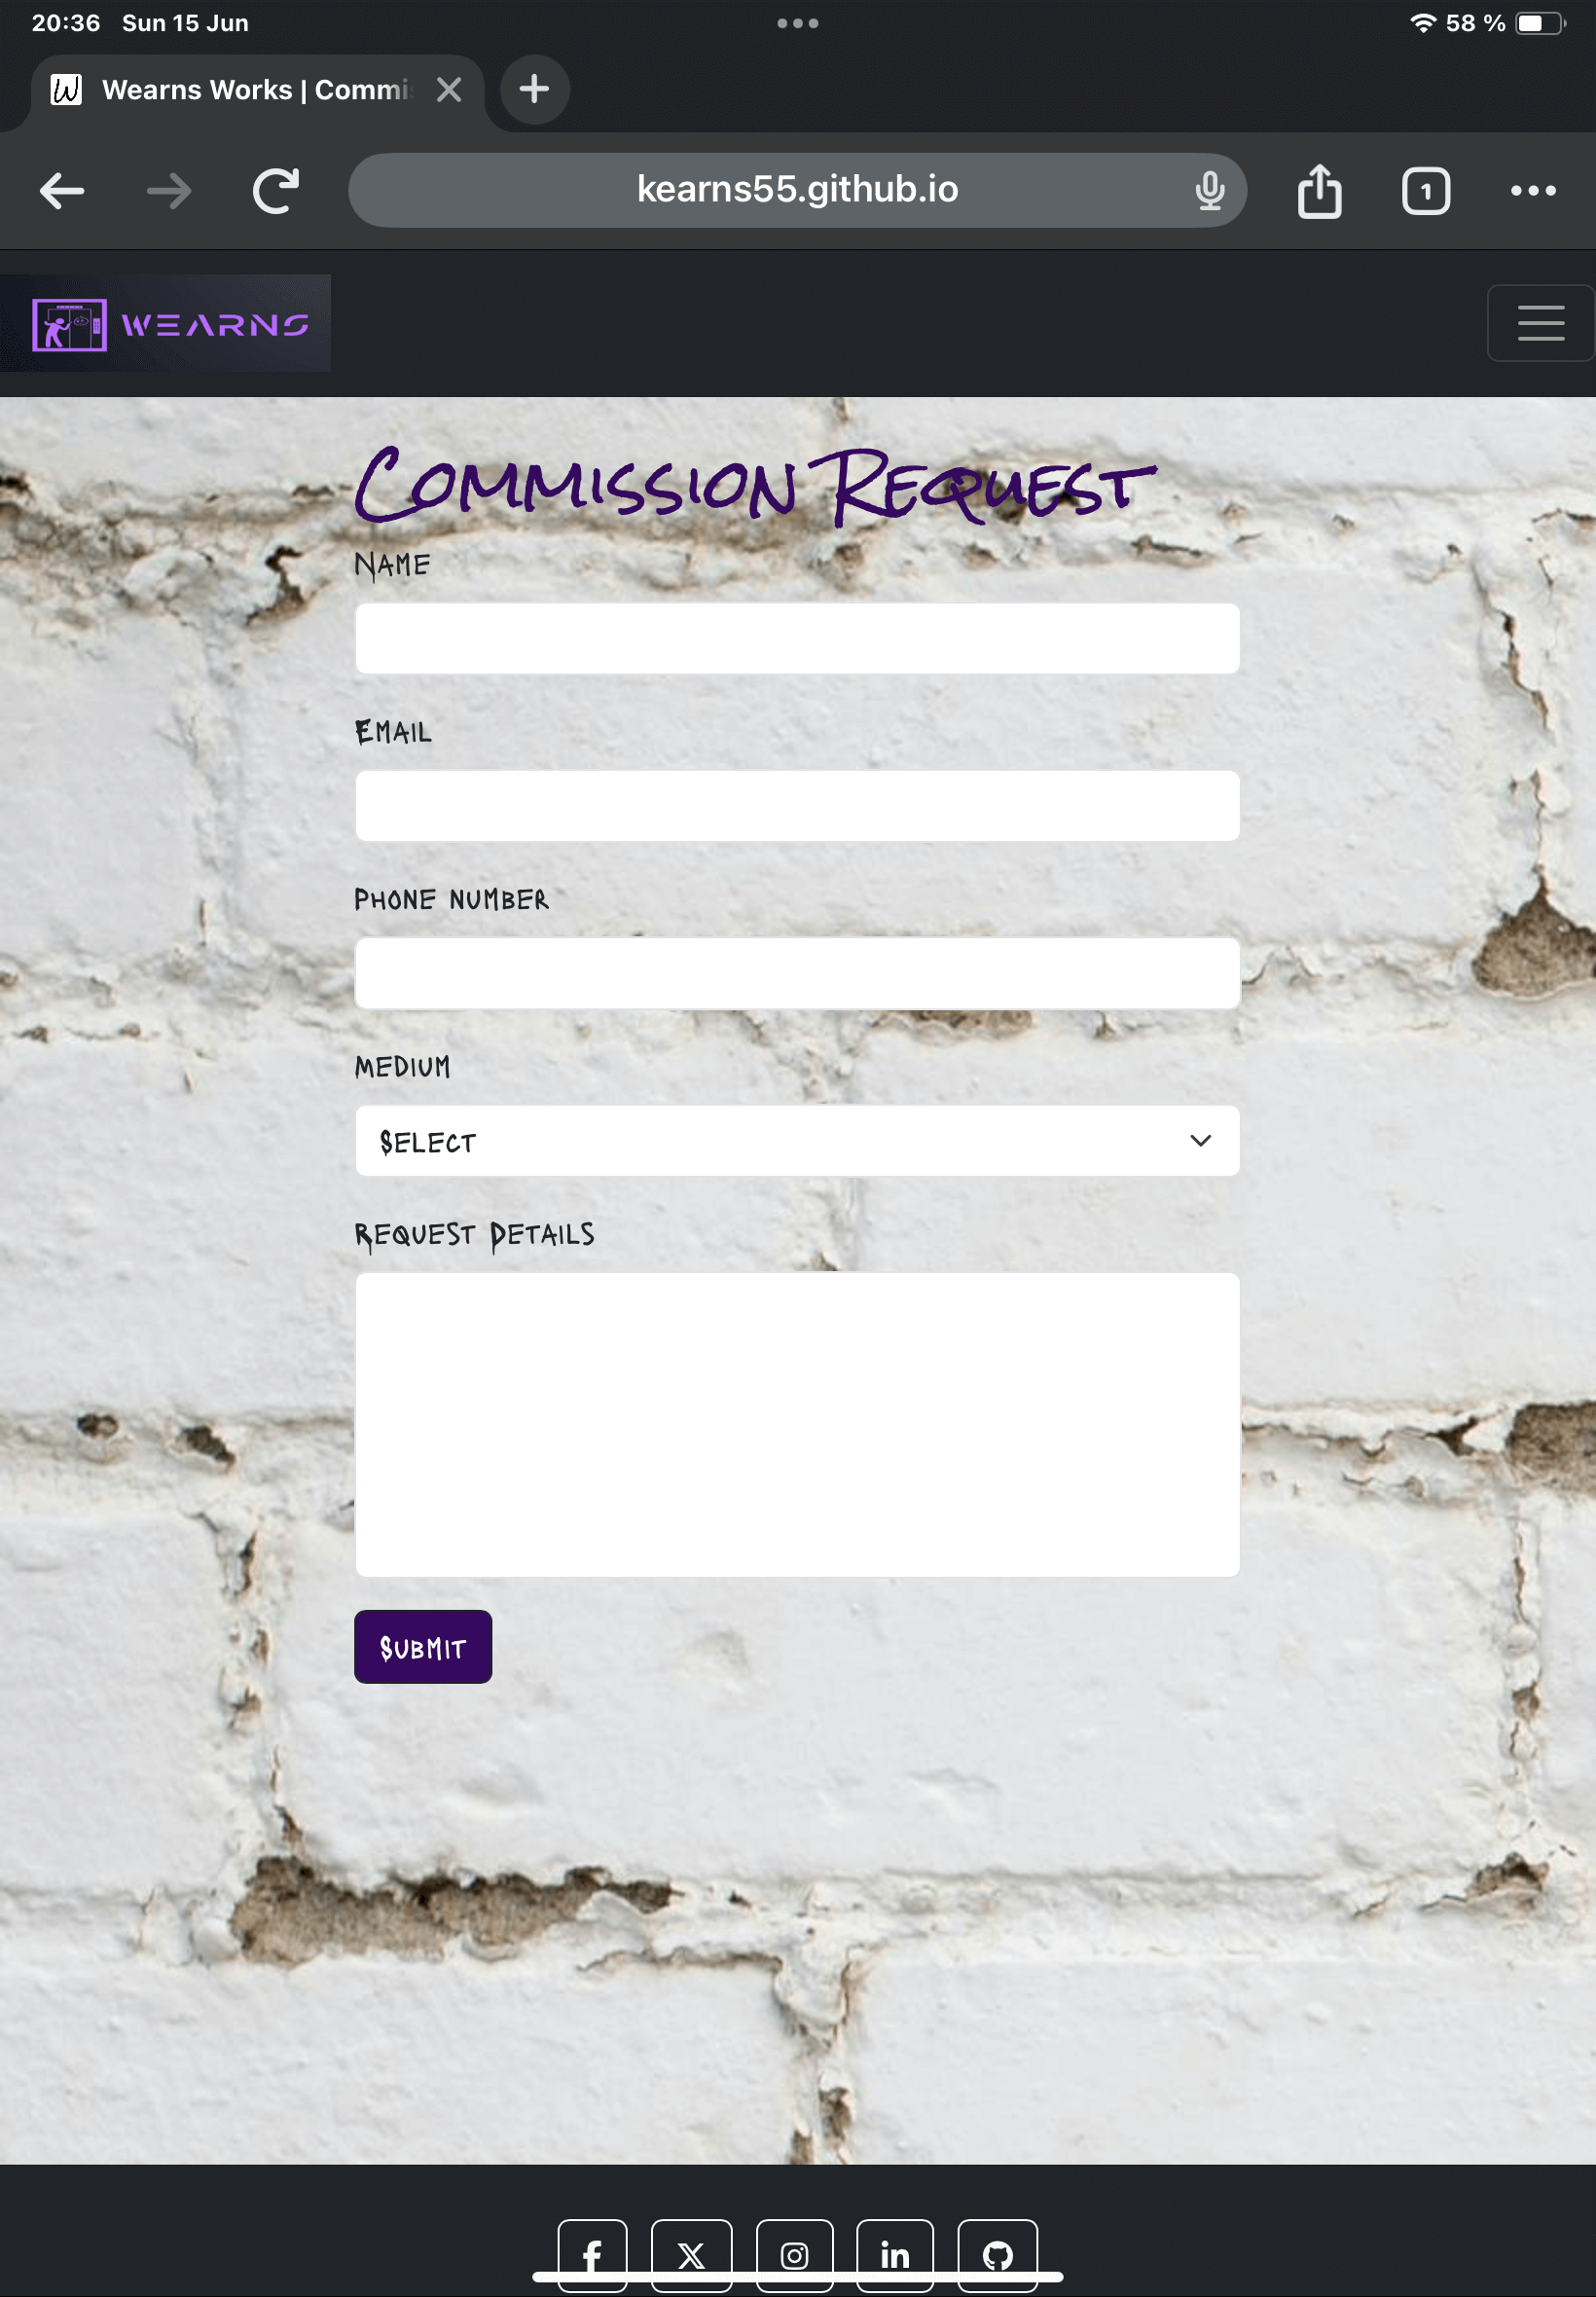 20:36 Sun 15 Jun
58 %
Wearns Works | Commis
kearns55.github.io
1
WEARNS
Commission Request
Name
Email
Phone number
Medium
Select
Request Details
Submit